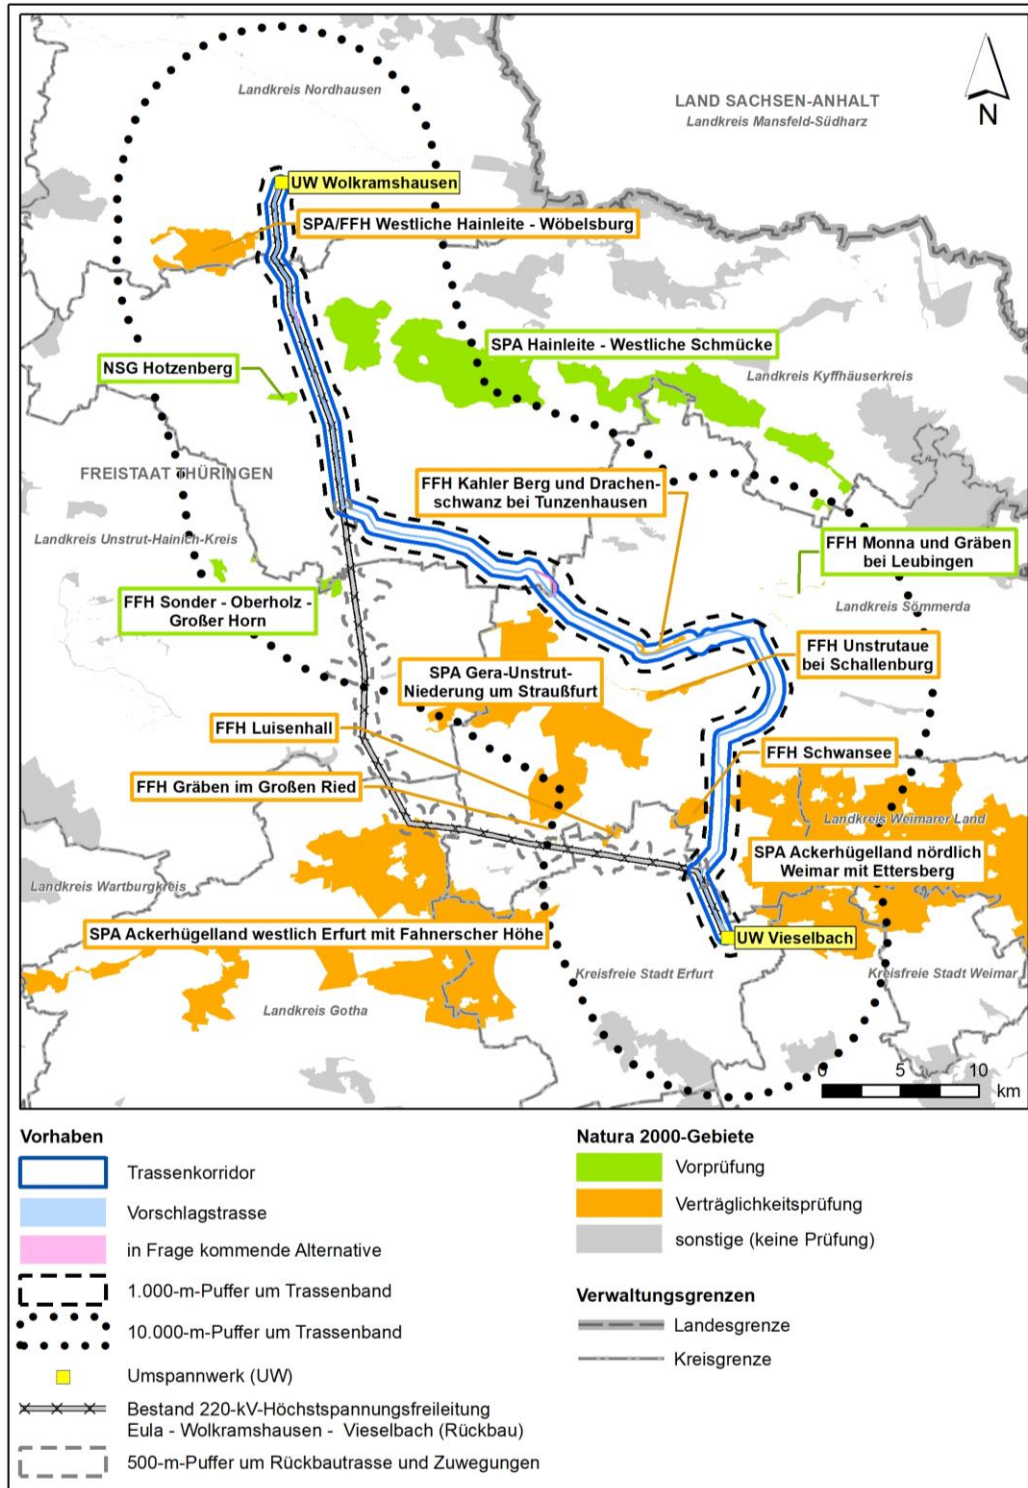 Landkreis Nordhausen
LAND SACHSEN-ANHALT
Landkreis Mansfeld-Südharz
N
UW Wolkramshausen
SPA/FFH Westliche Hainleite - Wöbelsburg
SPA Hainleite - Westliche Schmücke
NSG Hotzenberg
Landkreis Kyffhäuserkreis
FREISTAAT THÜRINGEN
FFH Kahler Berg und Drachen-
schwanz bei Tunzenhausen
Landkreis Unstrut-Hainich-Kreis
FFH Monna und Gräben
bei Leubingen
FFH Sonder - Oberholz -
Großer Horn
Landkreis Sömmerda
FFH Unstrutaue
bei Schallenburg
SPA Gera-Unstrut-
Niederung um Straußfurt
FFH Luisenhall
FFH Schwansee
FFH Gräben im Großen Ried
Landkreis Weimarer Land
SPA Ackerhügelland nördlich
Weimar mit Ettersberg
Landkreis Wartburgkreis
SPA Ackerhügelland westlich Erfurt mit Fahnerscher Höhe
UW Vieselbach
Kreisfreie Stadt Erfurt
Kreisfreie Stadt Weimar
Landkreis Gotha
0 5 10
km
Vorhaben
Trassenkorridor
Vorschlagstrasse
in Frage kommende Alternative
1.000-m-Puffer um Trassenband
10.000-m-Puffer um Trassenband
Umspannwerk (UW)
Bestand 220-kV-Höchstspannungsfreileitung
Eula - Wolkramshausen - Vieselbach (Rückbau)
500-m-Puffer um Rückbautrasse und Zuwegungen
Natura 2000-Gebiete
Vorprüfung
Verträglichkeitsprüfung
sonstige (keine Prüfung)
Verwaltungsgrenzen
Landesgrenze
Kreisgrenze